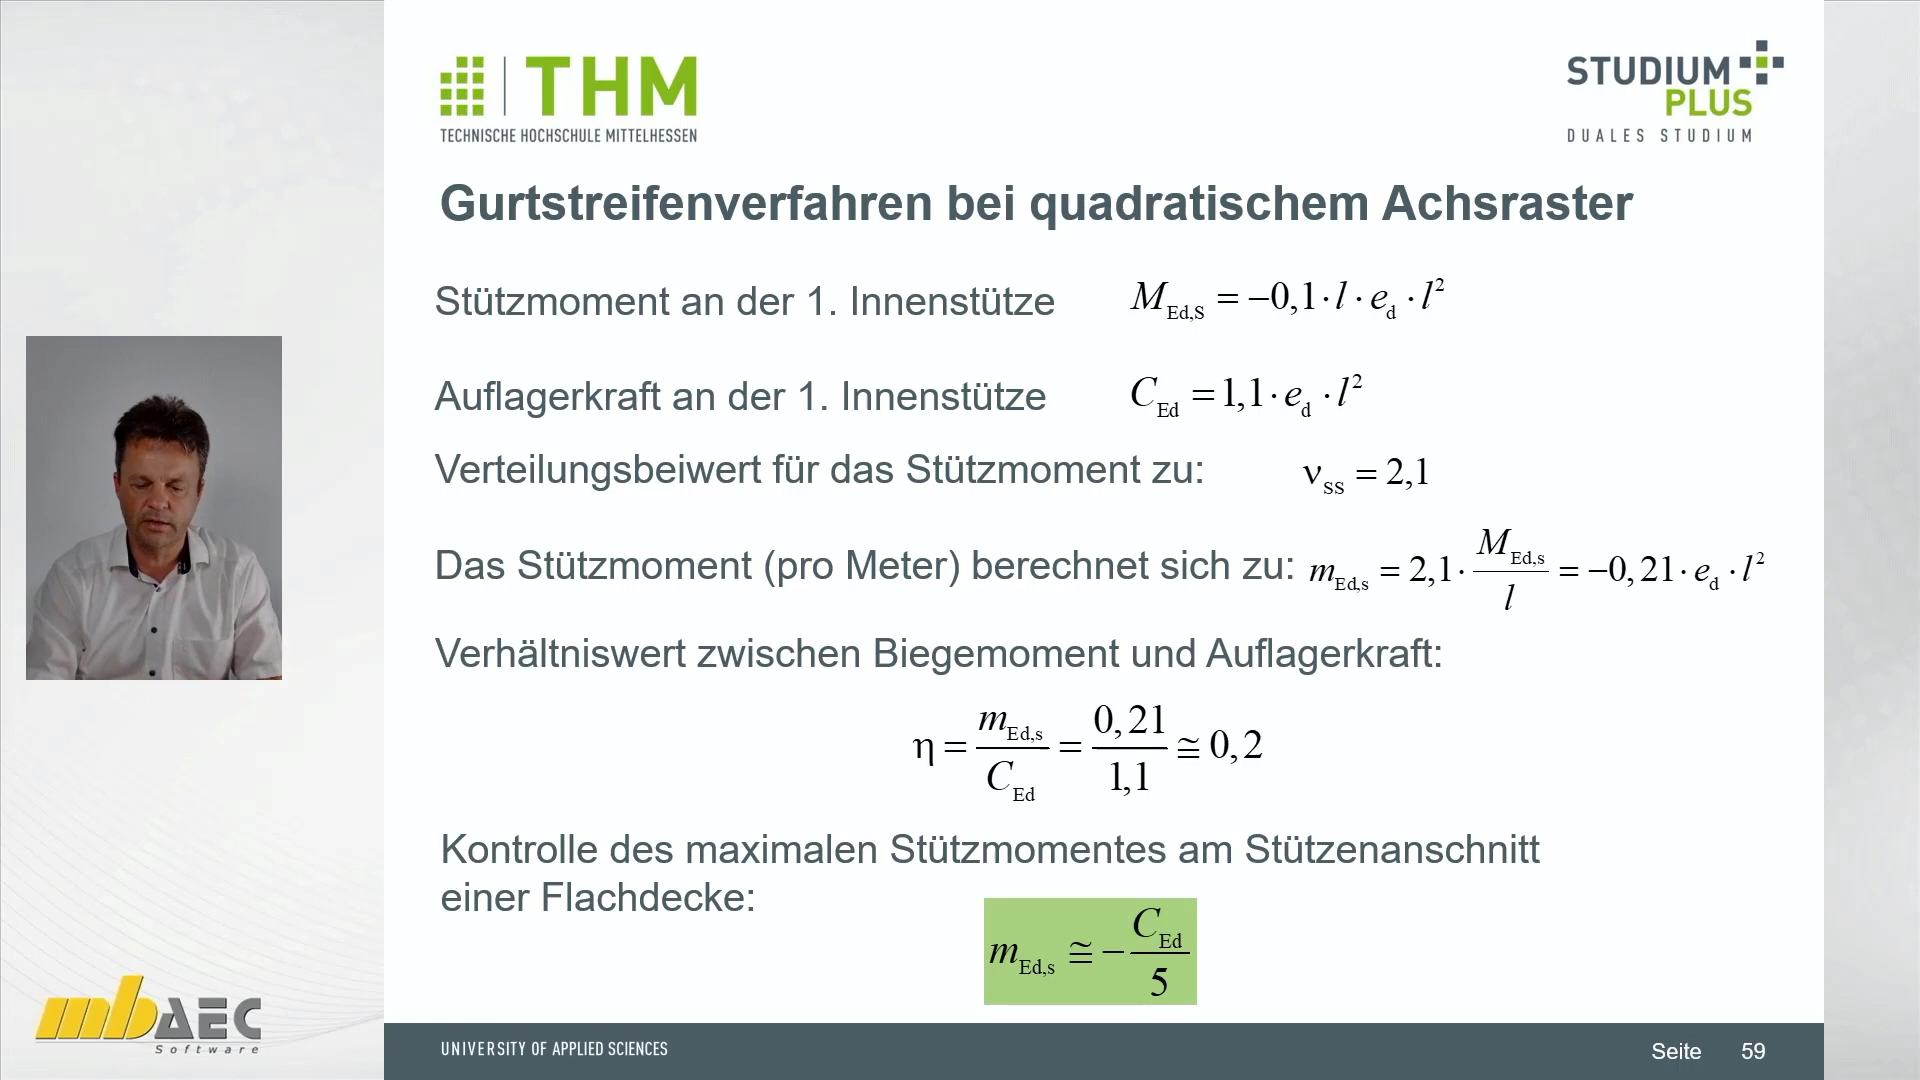 THM
TECHNISCHE HOCHSCHULE MITTELHESSEN
STUDIUM
PLUS
DUALES STUDIUM
Gurtstreifenverfahren bei quadratischem Achsraster
Stützmoment an der 1. Innenstütze M_Ed,S = −0,1 · l · e_d · l²
Auflagerkraft an der 1. Innenstütze C_Ed = 1,1 · e_d · l²
Verteilungsbeiwert für das Stützmoment zu: ν_SS = 2,1
Das Stützmoment (pro Meter) berechnet sich zu: m_Ed,s = 2,1 · M_Ed,s / l = −0,21 · e_d · l²
Verhältniswert zwischen Biegemoment und Auflagerkraft:
η = m_Ed,s / C_Ed = 0,21 / 1,1 ≅ 0,2
Kontrolle des maximalen Stützmomentes am Stützenanschnitt
einer Flachdecke:
m_Ed,s ≅ − C_Ed / 5
mb AEC
Software
UNIVERSITY OF APPLIED SCIENCES
Seite 59